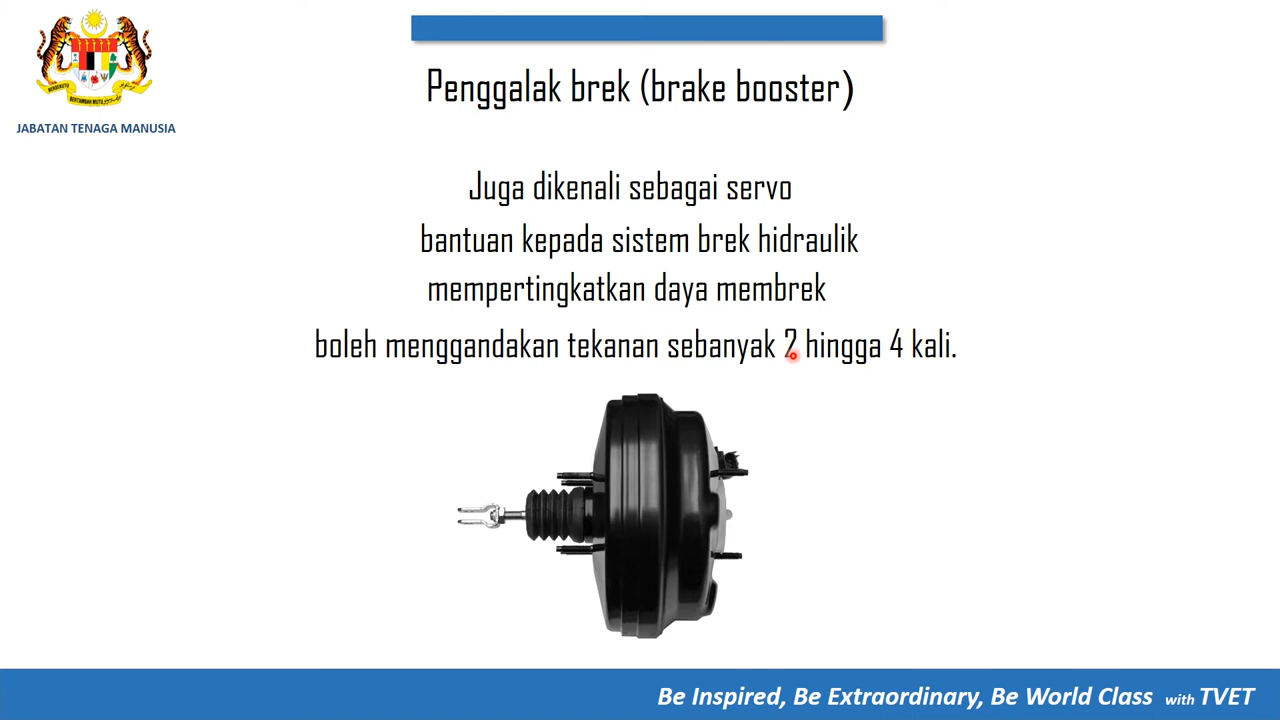 JABATAN TENAGA MANUSIA
Penggalak brek (brake booster)
Juga dikenali sebagai servo
bantuan kepada sistem brek hidraulik
mempertingkatkan daya membrek
boleh menggandakan tekanan sebanyak 2 hingga 4 kali.
Be Inspired, Be Extraordinary, Be World Class with TVET